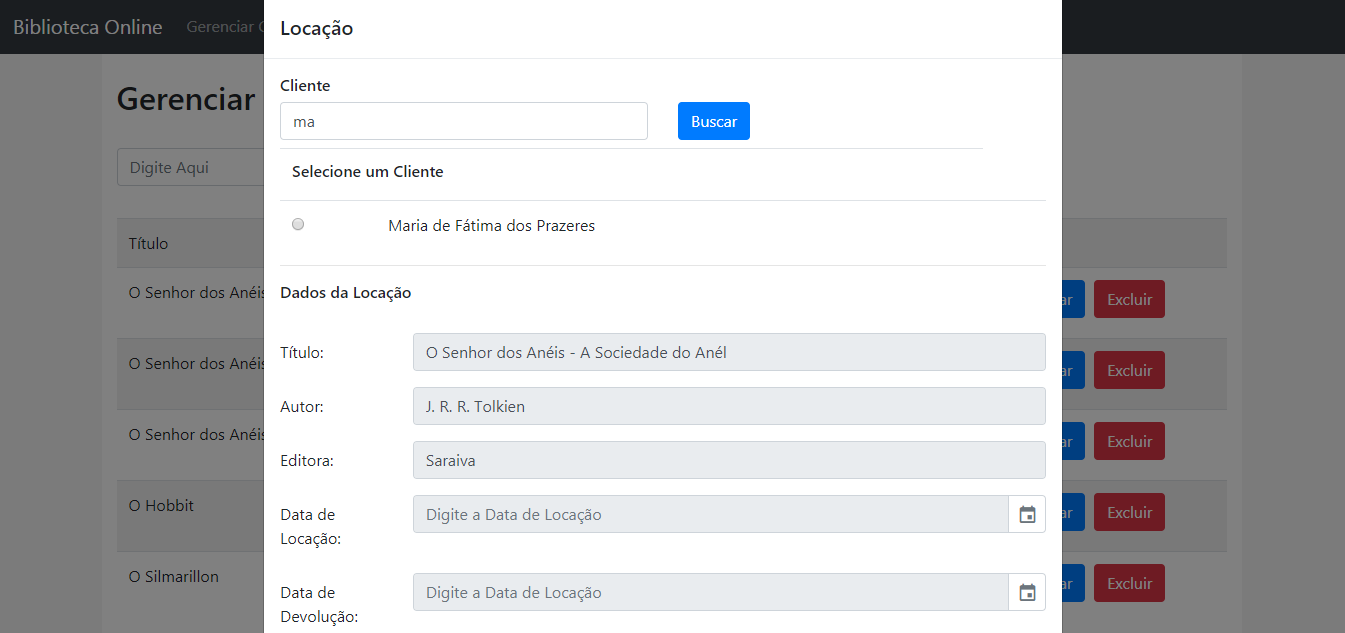 Biblioteca Online
Gerenciar
Locação
Cliente
ma
Buscar
Selecione um Cliente
Maria de Fátima dos Prazeres
Dados da Locação
Título:
O Senhor dos Anéis - A Sociedade do Anél
Autor:
J. R. R. Tolkien
Editora:
Saraiva
Data de
Locação:
Digite a Data de Locação
Data de
Devolução:
Digite a Data de Locação
Gerenciar
Digite Aqui
Título
O Senhor dos Anéis
ar
Excluir
O Senhor dos Anéis
ar
Excluir
O Senhor dos Anéis
ar
Excluir
O Hobbit
ar
Excluir
O Silmarillon
ar
Excluir